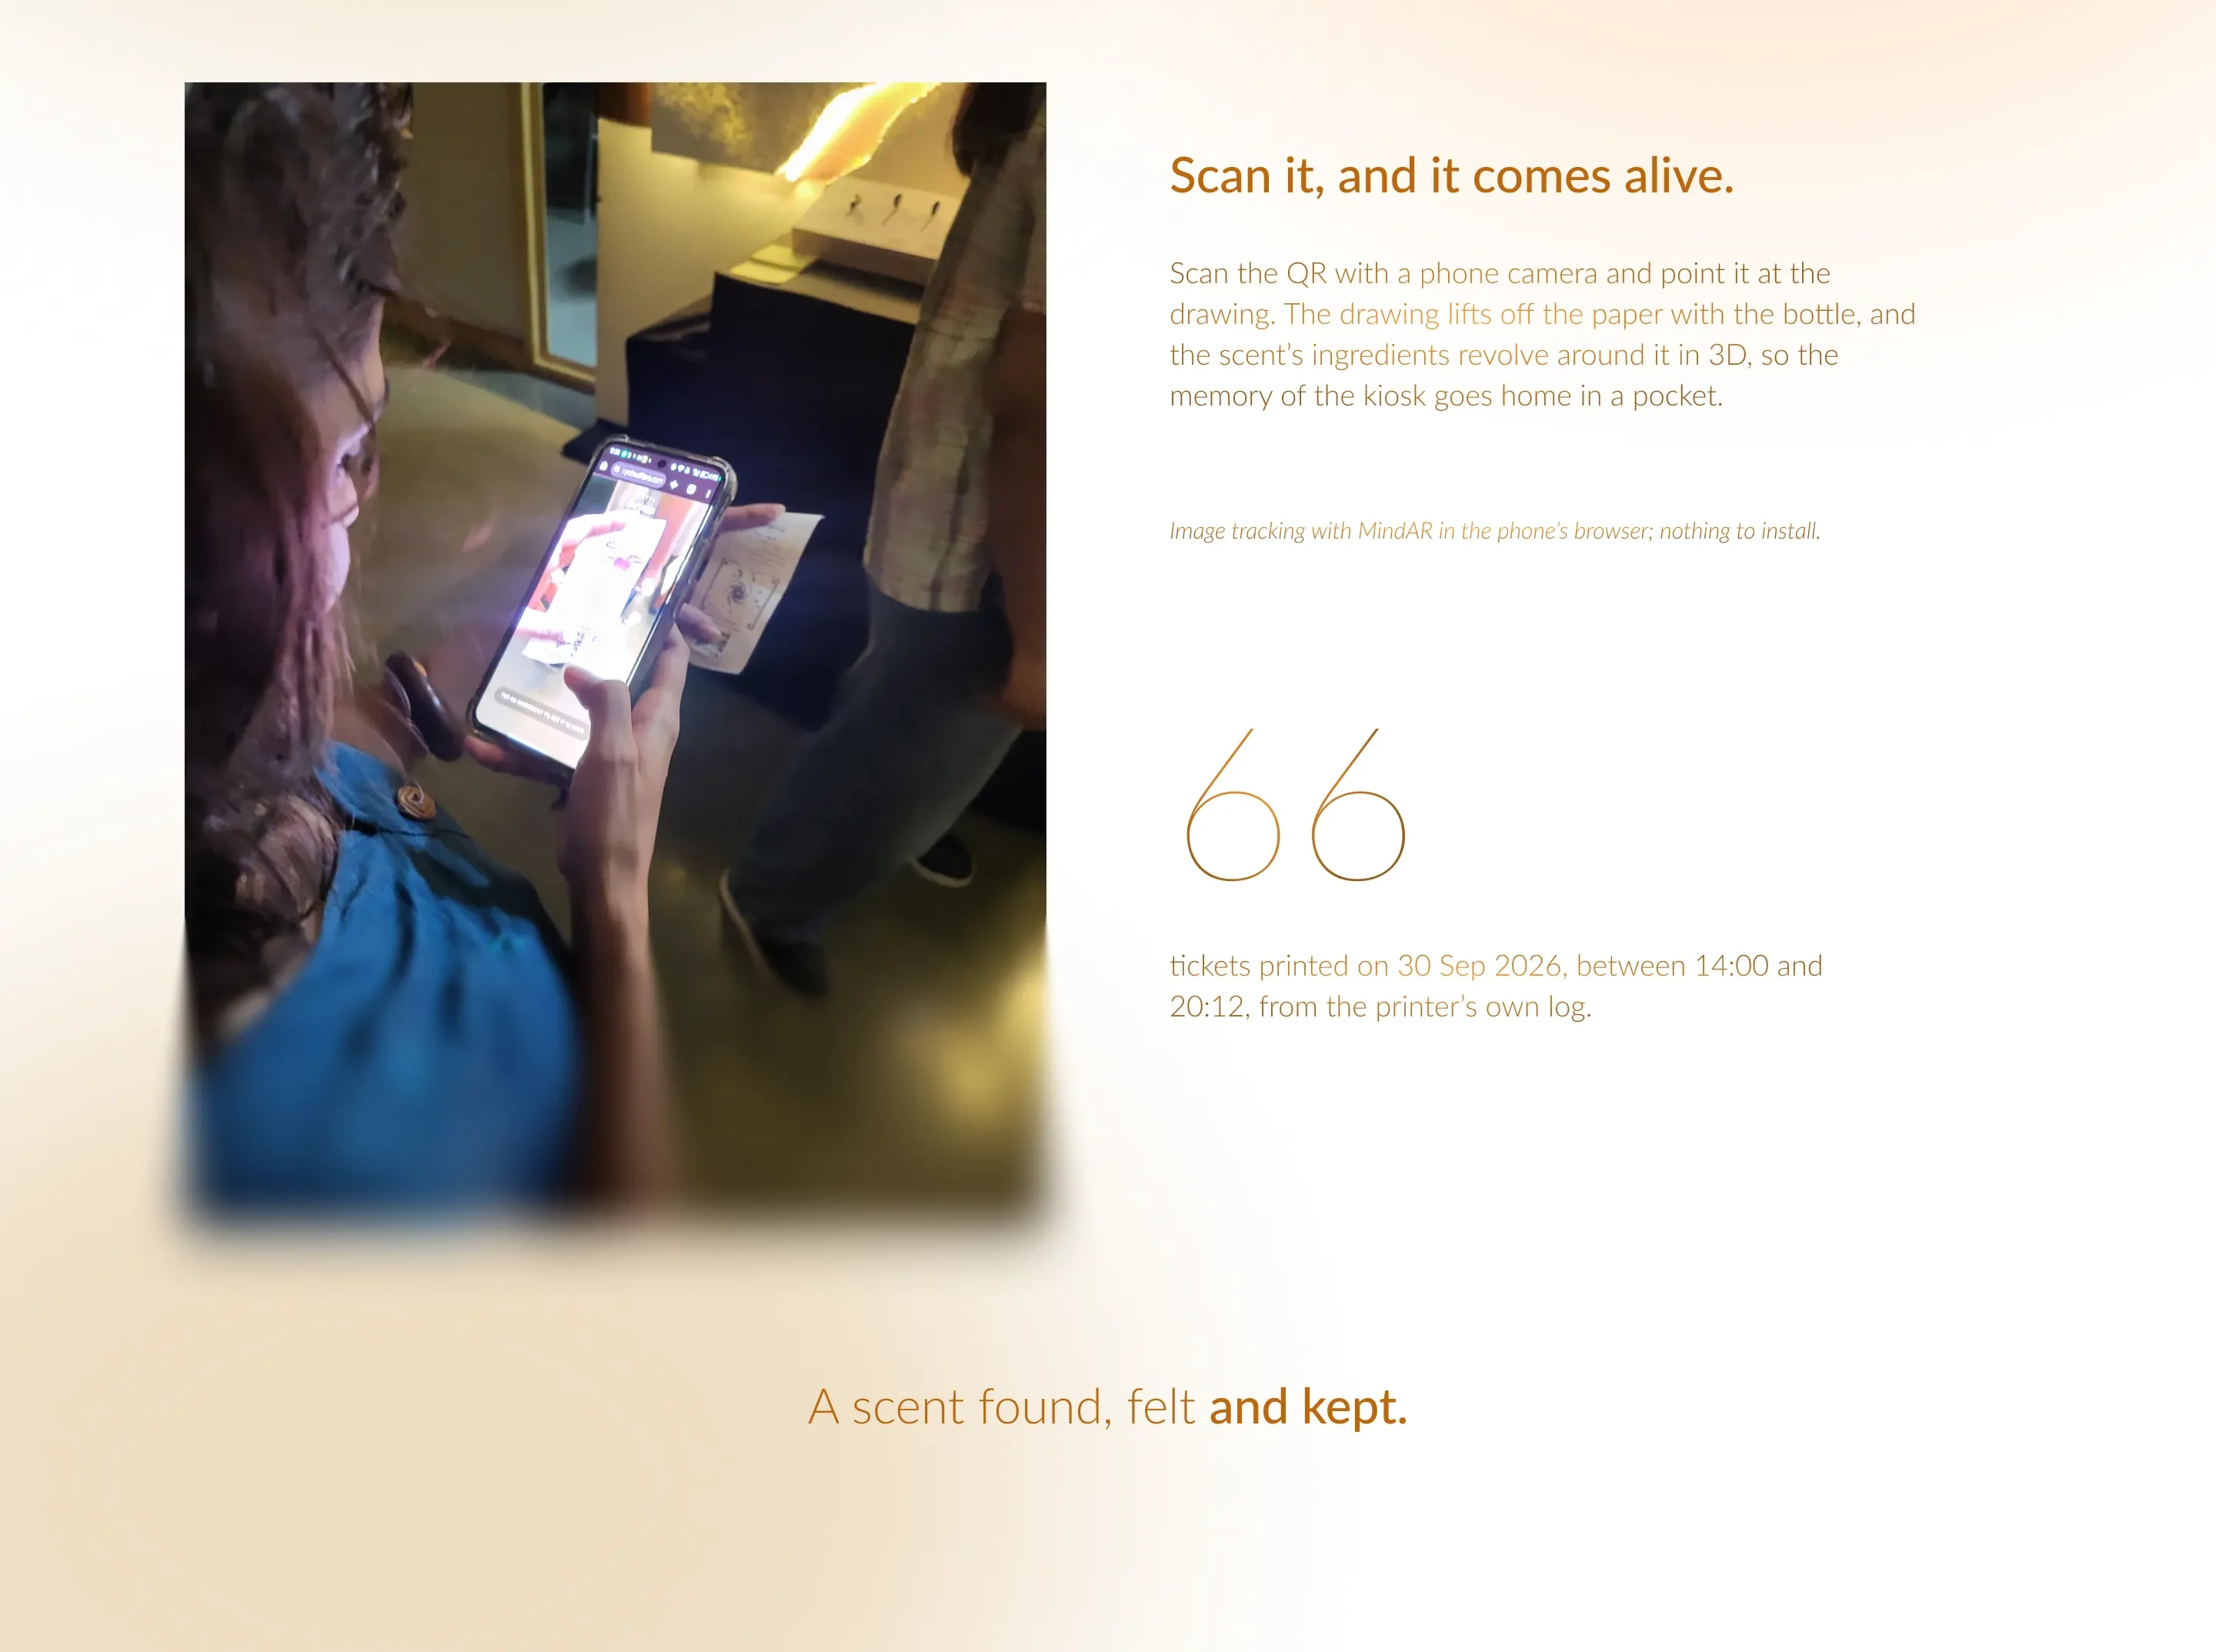 Scan it, and it comes alive.
Scan the QR with a phone camera and point it at the
drawing. The drawing lifts off the paper with the bottle, and
the scent’s ingredients revolve around it in 3D, so the
memory of the kiosk goes home in a pocket.
Image tracking with MindAR in the phone’s browser; nothing to install.
66
tickets printed on 30 Sep 2026, between 14:00 and
20:12, from the printer’s own log.
A scent found, felt and kept.